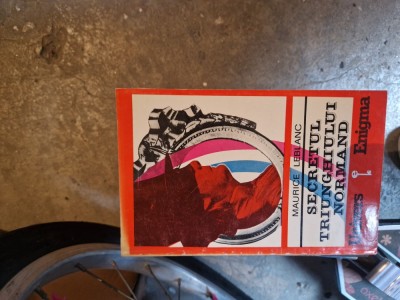 MAURICE LEBLANC
SECRETUL
TRIUNGHIULUI
NORMAND
Enigma